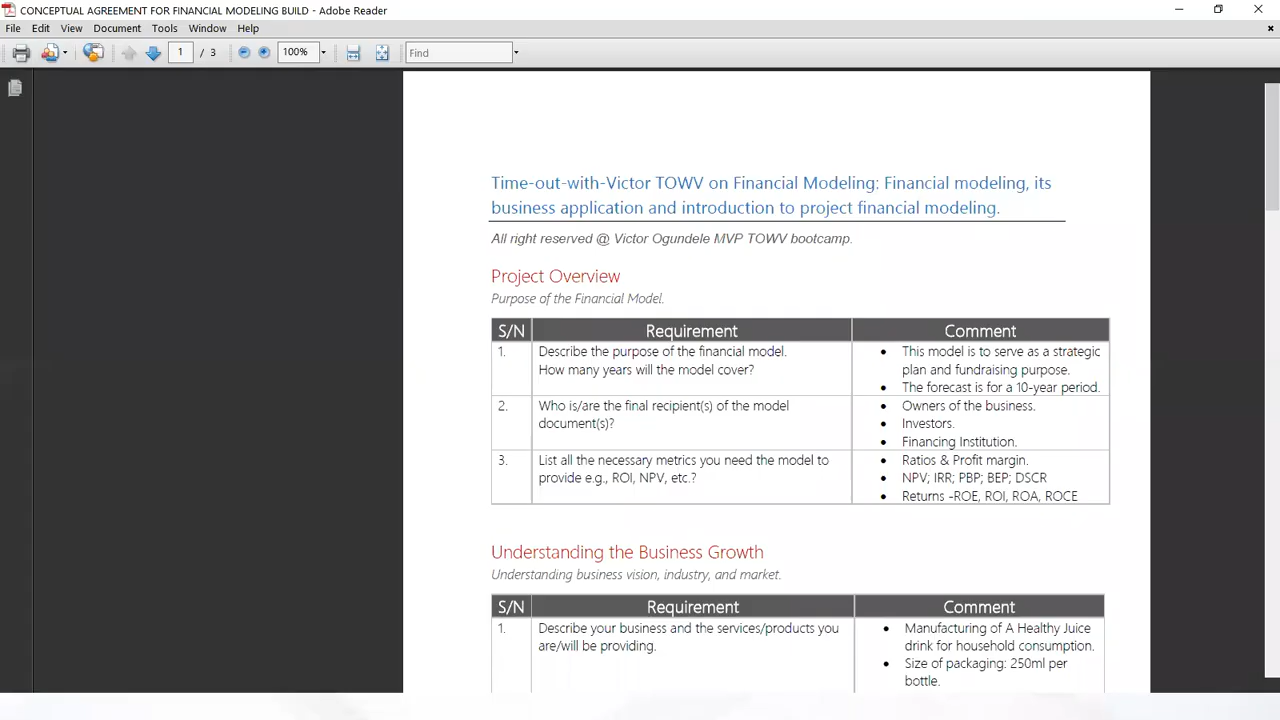 CONCEPTUAL AGREEMENT FOR FINANCIAL MODELING BUILD - Adobe Reader
File Edit View Document Tools Window Help
1 / 3 100% Find
Time-out-with-Victor TOWV on Financial Modeling: Financial modeling, its
business application and introduction to project financial modeling.
All right reserved @ Victor Ogundele MVP TOWV bootcamp.
Project Overview
Purpose of the Financial Model.
S/N Requirement Comment
1. Describe the purpose of the financial model. • This model is to serve as a strategic
How many years will the model cover? plan and fundraising purpose.
• The forecast is for a 10-year period.
2. Who is/are the final recipient(s) of the model • Owners of the business.
document(s)? • Investors.
• Financing Institution.
3. List all the necessary metrics you need the model to • Ratios & Profit margin.
provide e.g., ROI, NPV, etc.? • NPV; IRR; PBP; BEP; DSCR
• Returns -ROE, ROI, ROA, ROCE
Understanding the Business Growth
Understanding business vision, industry, and market.
S/N Requirement Comment
1. Describe your business and the services/products you • Manufacturing of A Healthy Juice
are/will be providing. drink for household consumption.
• Size of packaging: 250ml per
bottle.